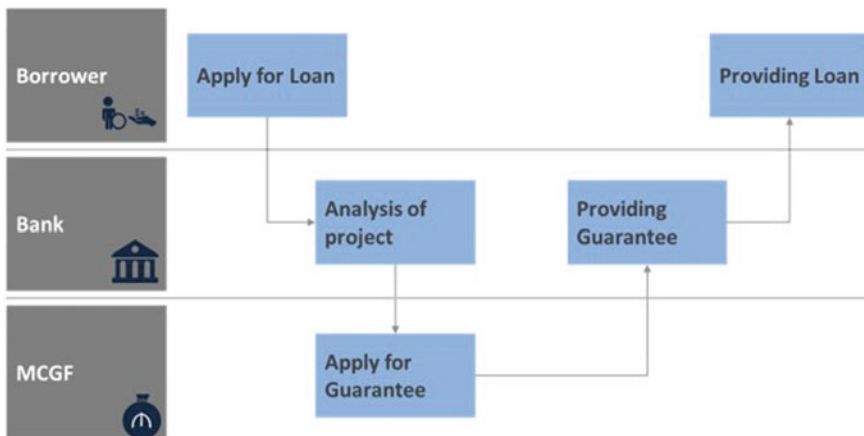 Borrower
Apply for Loan
Providing Loan
Bank
Analysis of
project
Providing
Guarantee
MCGF
Apply for
Guarantee
₼